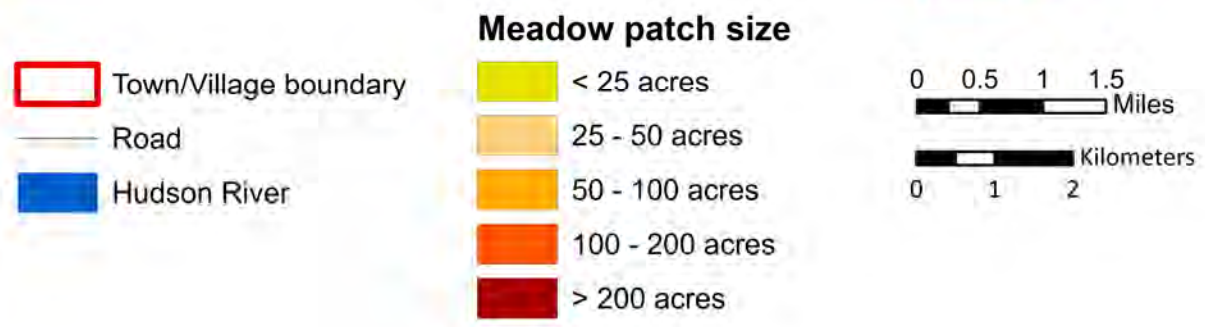 Town/Village boundary
Road
Hudson River
Meadow patch size
< 25 acres
25 - 50 acres
50 - 100 acres
100 - 200 acres
> 200 acres
0 0.5 1 1.5
Miles
Kilometers
0 1 2